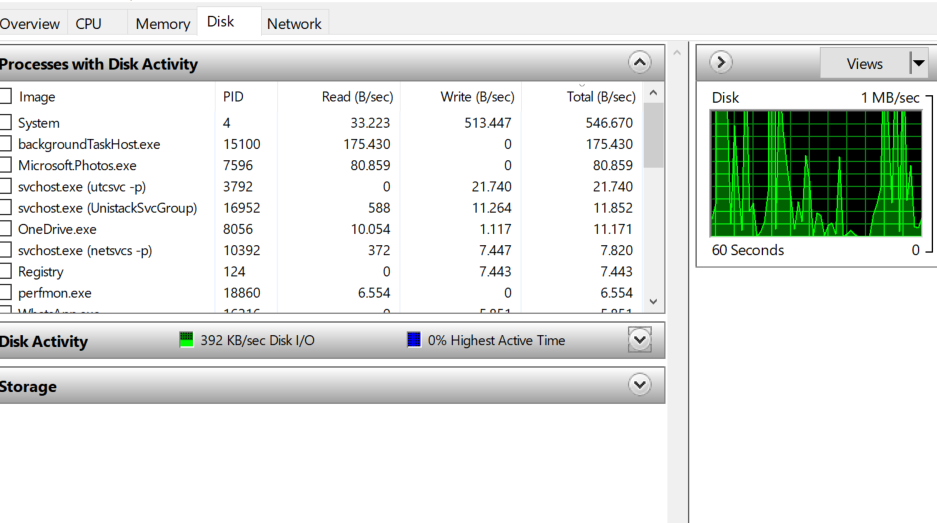 Overview CPU Memory Disk Network
Processes with Disk Activity
Image PID Read (B/sec) Write (B/sec) Total (B/sec)
System 4 33.223 513.447 546.670
backgroundTaskHost.exe 15100 175.430 0 175.430
Microsoft.Photos.exe 7596 80.859 0 80.859
svchost.exe (utcsvc -p) 3792 0 21.740 21.740
svchost.exe (UnistackSvcGroup) 16952 588 11.264 11.852
OneDrive.exe 8056 10.054 1.117 11.171
svchost.exe (netsvcs -p) 10392 372 7.447 7.820
Registry 124 0 7.443 7.443
perfmon.exe 18860 6.554 0 6.554
Disk Activity 392 KB/sec Disk I/O 0% Highest Active Time
Storage
Views
Disk 1 MB/sec
60 Seconds 0